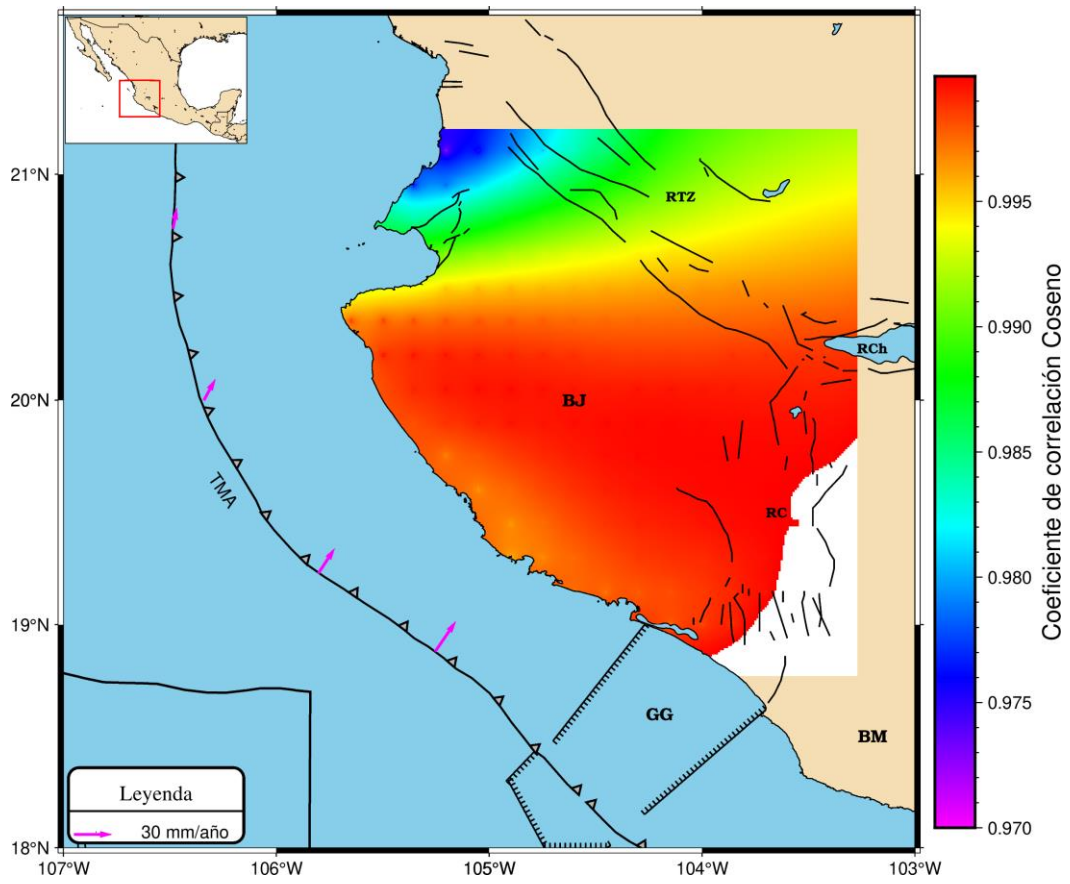 21°N
20°N
19°N
18°N
107°W
106°W
105°W
104°W
103°W
RTZ
RCh
BJ
TMA
RC
GG
BM
Leyenda
30 mm/año
0.995
0.990
0.985
0.980
0.975
0.970
Coeficiente de correlación Coseno